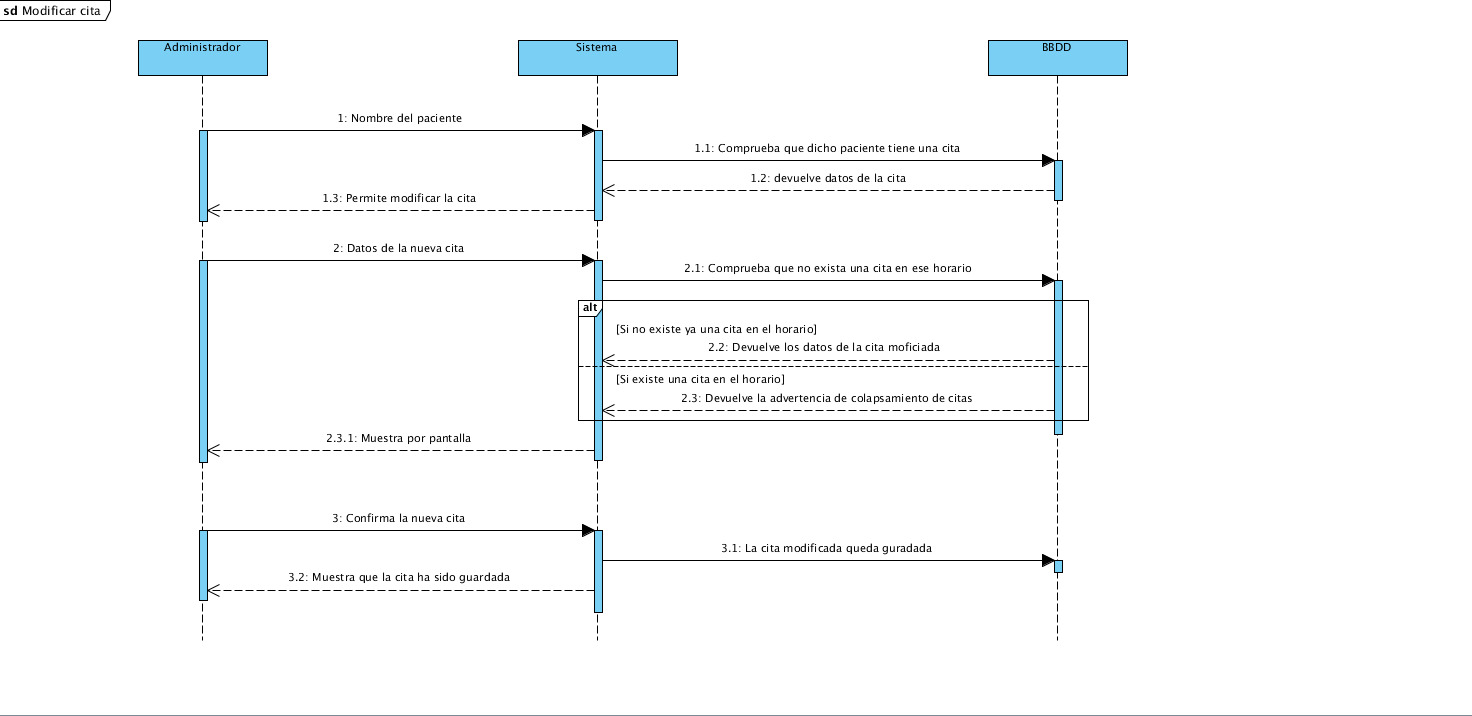 sd Modificar cita
Administrador
Sistema
BBDD
1: Nombre del paciente
1.1: Comprueba que dicho paciente tiene una cita
1.2: devuelve datos de la cita
1.3: Permite modificar la cita
2: Datos de la nueva cita
2.1: Comprueba que no exista una cita en ese horario
alt
[Si no existe ya una cita en el horario]
2.2: Devuelve los datos de la cita moficiada
[Si existe una cita en el horario]
2.3: Devuelve la advertencia de colapsamiento de citas
2.3.1: Muestra por pantalla
3: Confirma la nueva cita
3.1: La cita modificada queda guradada
3.2: Muestra que la cita ha sido guardada